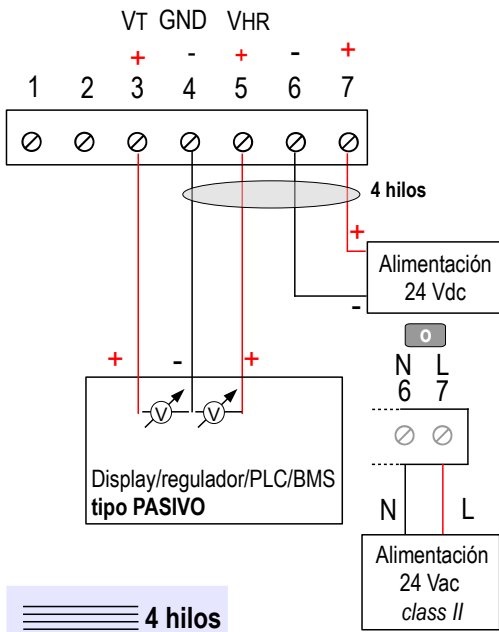 VT GND VHR
+ - + - +
1 2 3 4 5 6 7
4 hilos
+
Alimentación
24 Vdc
-
o
N L
6 7
+ - +
V V
Display/regulador/PLC/BMS
tipo PASIVO
N L
Alimentación
24 Vac
class II
4 hilos